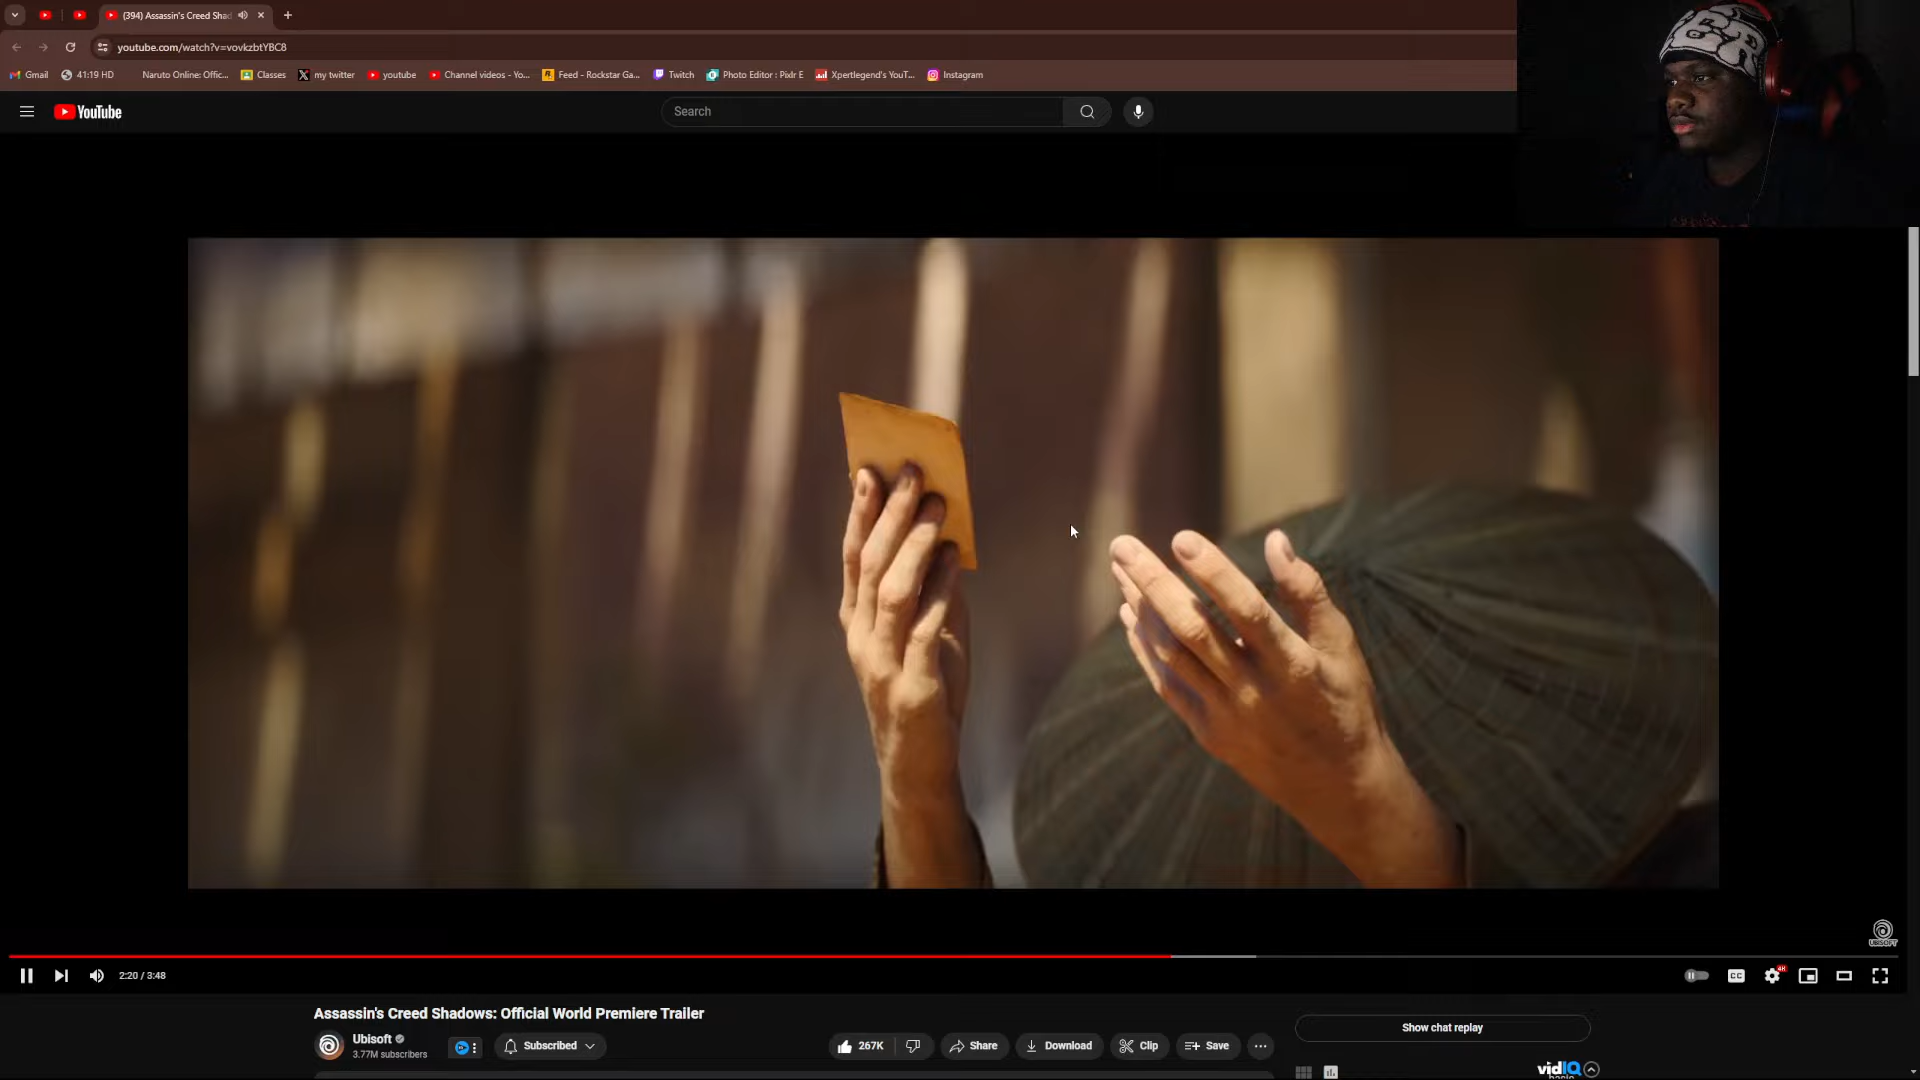 (394) Assassin's Creed Shad
youtube.com/watch?v=vovkzbtYBC8
Gmail
41:19 HD
Naruto Online: Offic...
Classes
my twitter
youtube
Channel videos - Yo...
Feed - Rockstar Ga...
Twitch
Photo Editor : Pixlr E
Xpertlegend's YouT...
Instagram
YouTube
Search
UBISOFT
2:20 / 3:48
CC
Assassin's Creed Shadows: Official World Premiere Trailer
Ubisoft
3.77M subscribers
Subscribed
267K
Share
Download
Clip
Save
Show chat replay
vidIQ